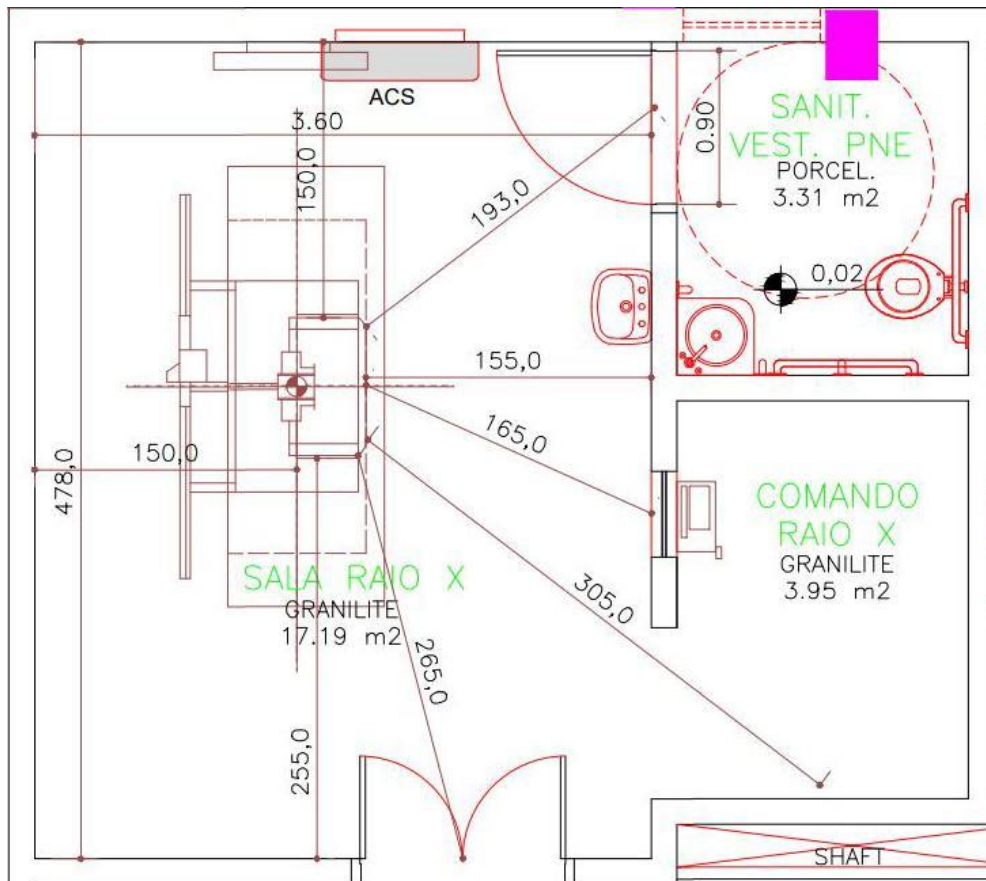 ACS
3.60
150,0
193,0
0.90
SANIT.
VEST. PNE
PORCEL.
3.31 m2
0,02
155,0
165,0
150,0
478,0
COMANDO
RAIO X
GRANILITE
3.95 m2
SALA RAIO X
GRANILITE
17.19 m2
305,0
265,0
255,0
SHAFT